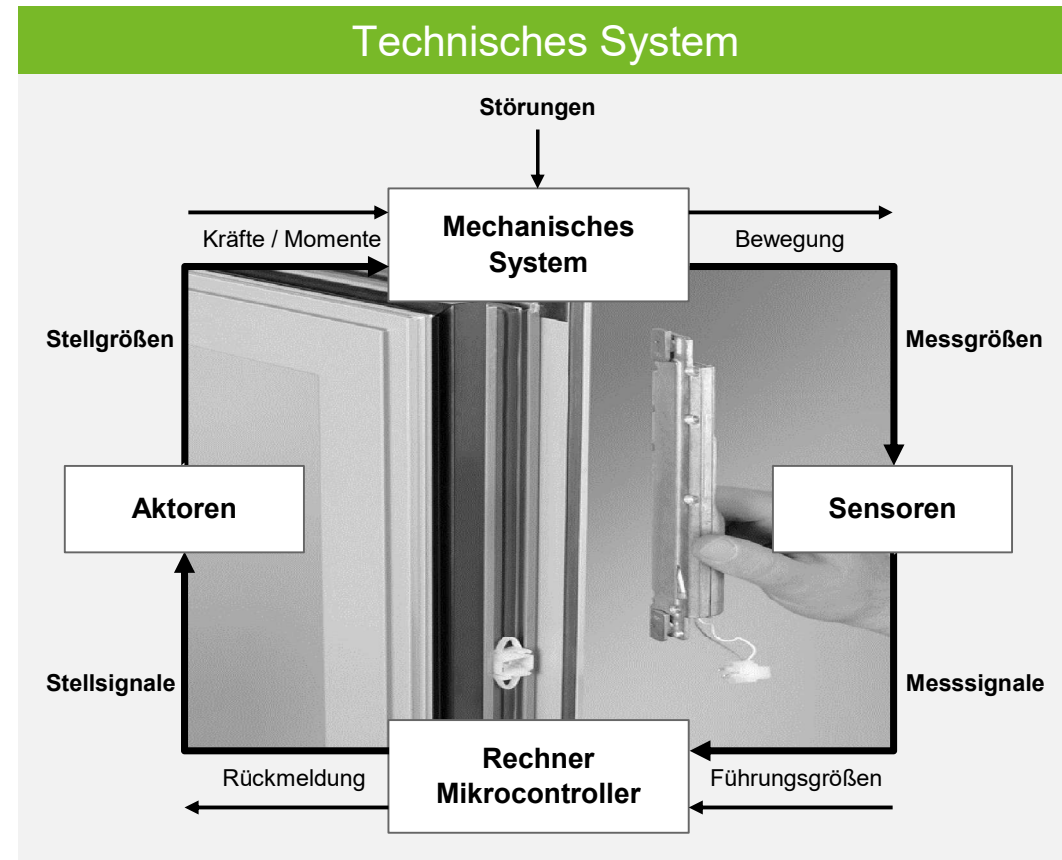 Technisches System
Störungen
Mechanisches
System
Kräfte / Momente
Bewegung
Stellgrößen
Messgrößen
Aktoren
Sensoren
Stellsignale
Messsignale
Rechner
Mikrocontroller
Rückmeldung
Führungsgrößen